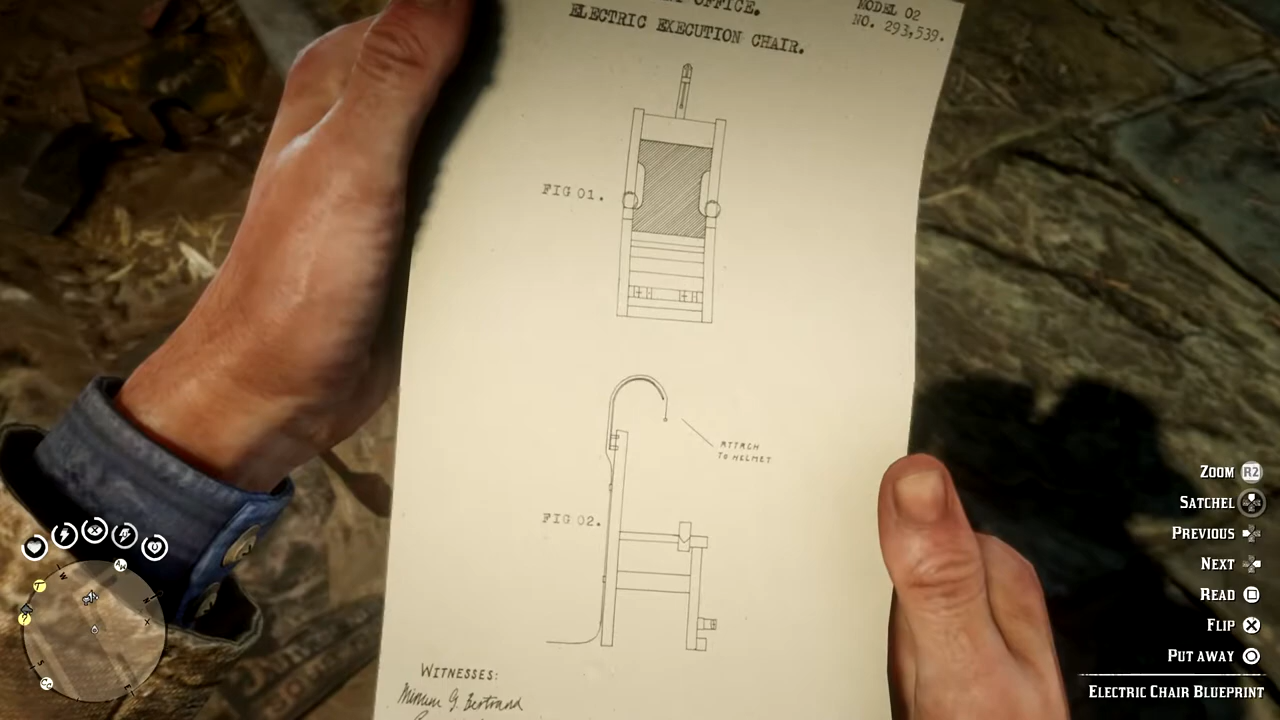 OFFICE.
ELECTRIC EXECUTION CHAIR.
MODEL 02
NO. 293,539.
FIG 01.
ATTACH
TO HELMET
FIG 02.
WITNESSES:
G. Bertrand
ZOOM R2
SATCHEL
PREVIOUS
NEXT
READ
FLIP
PUT AWAY
ELECTRIC CHAIR BLUEPRINT